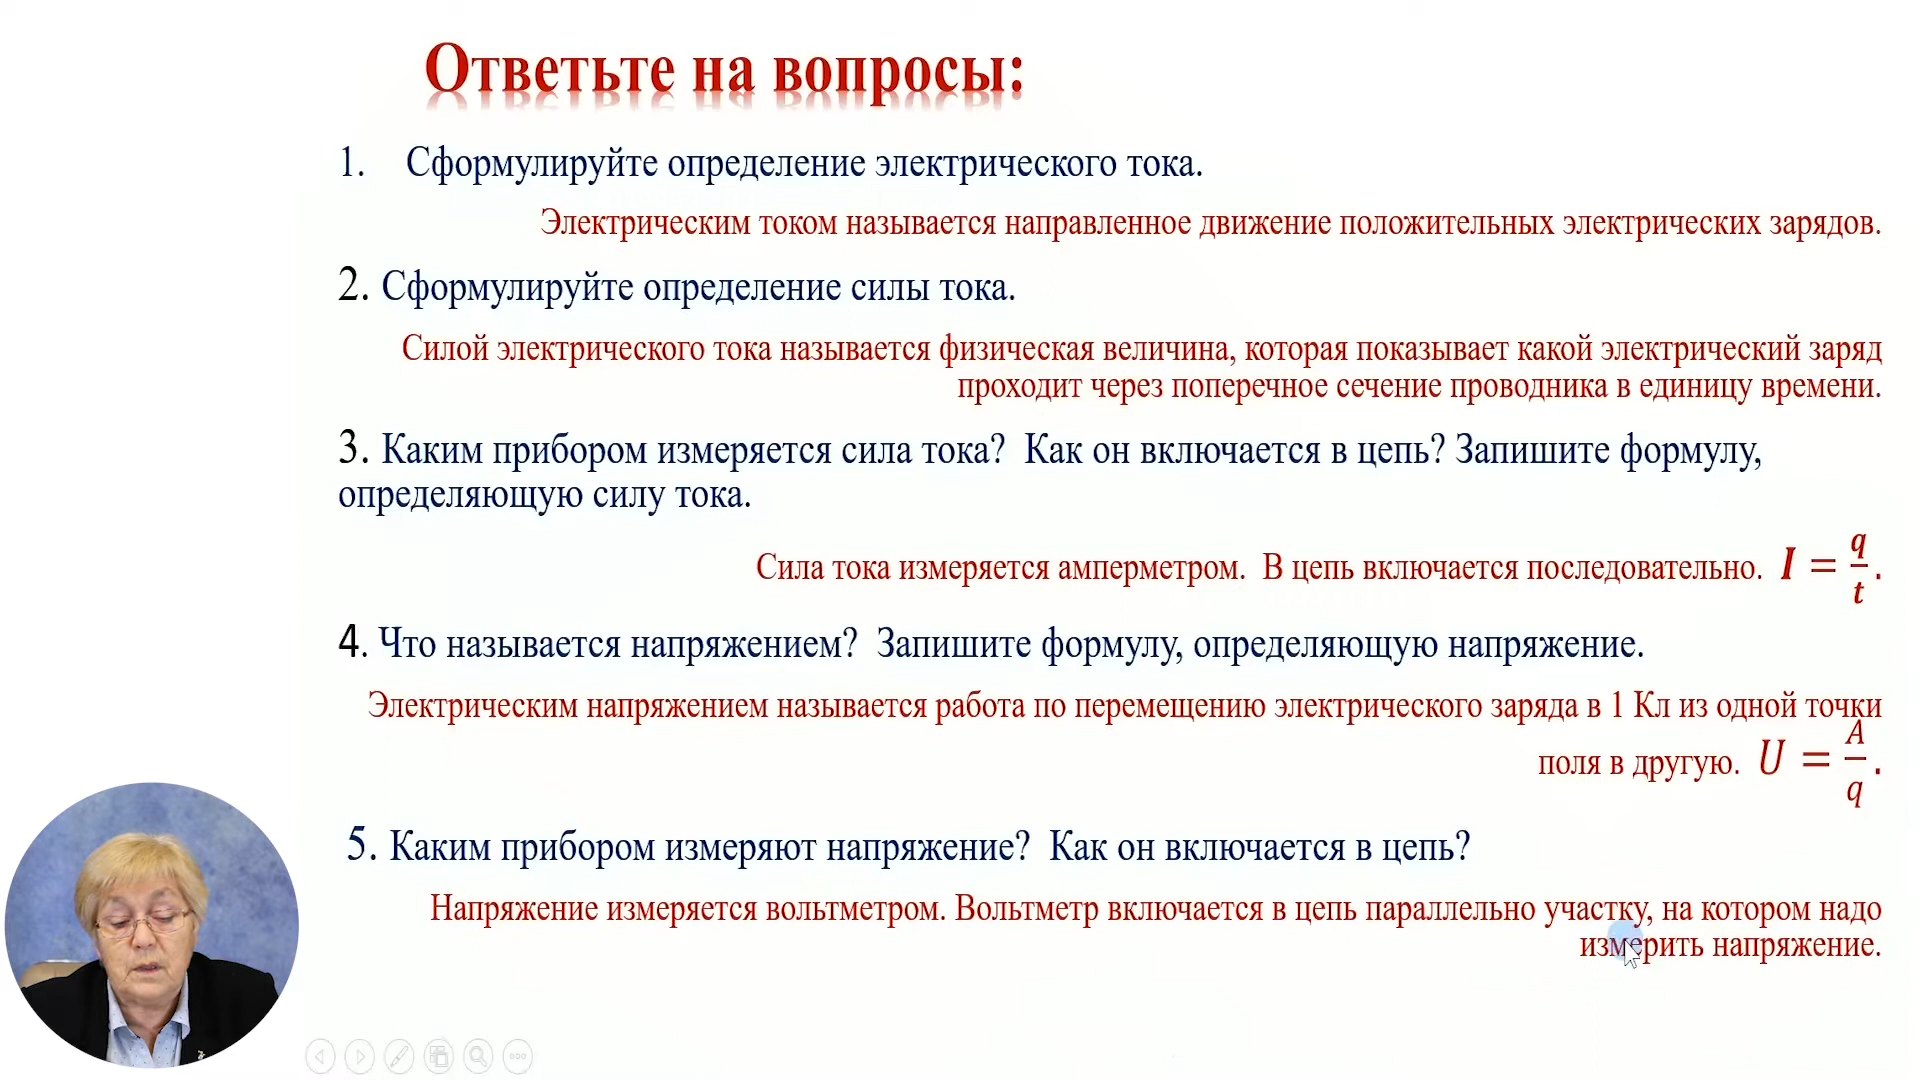 Ответьте на вопросы:
1. Сформулируйте определение электрического тока.
Электрическим током называется направленное движение положительных электрических зарядов.
2. Сформулируйте определение силы тока.
Силой электрического тока называется физическая величина, которая показывает какой электрический заряд
проходит через поперечное сечение проводника в единицу времени.
3. Каким прибором измеряется сила тока? Как он включается в цепь? Запишите формулу,
определяющую силу тока.
Сила тока измеряется амперметром. В цепь включается последовательно. I = q/t.
4. Что называется напряжением? Запишите формулу, определяющую напряжение.
Электрическим напряжением называется работа по перемещению электрического заряда в 1 Кл из одной точки
поля в другую. U = A/q.
5. Каким прибором измеряют напряжение? Как он включается в цепь?
Напряжение измеряется вольтметром. Вольтметр включается в цепь параллельно участку, на котором надо
измерить напряжение.